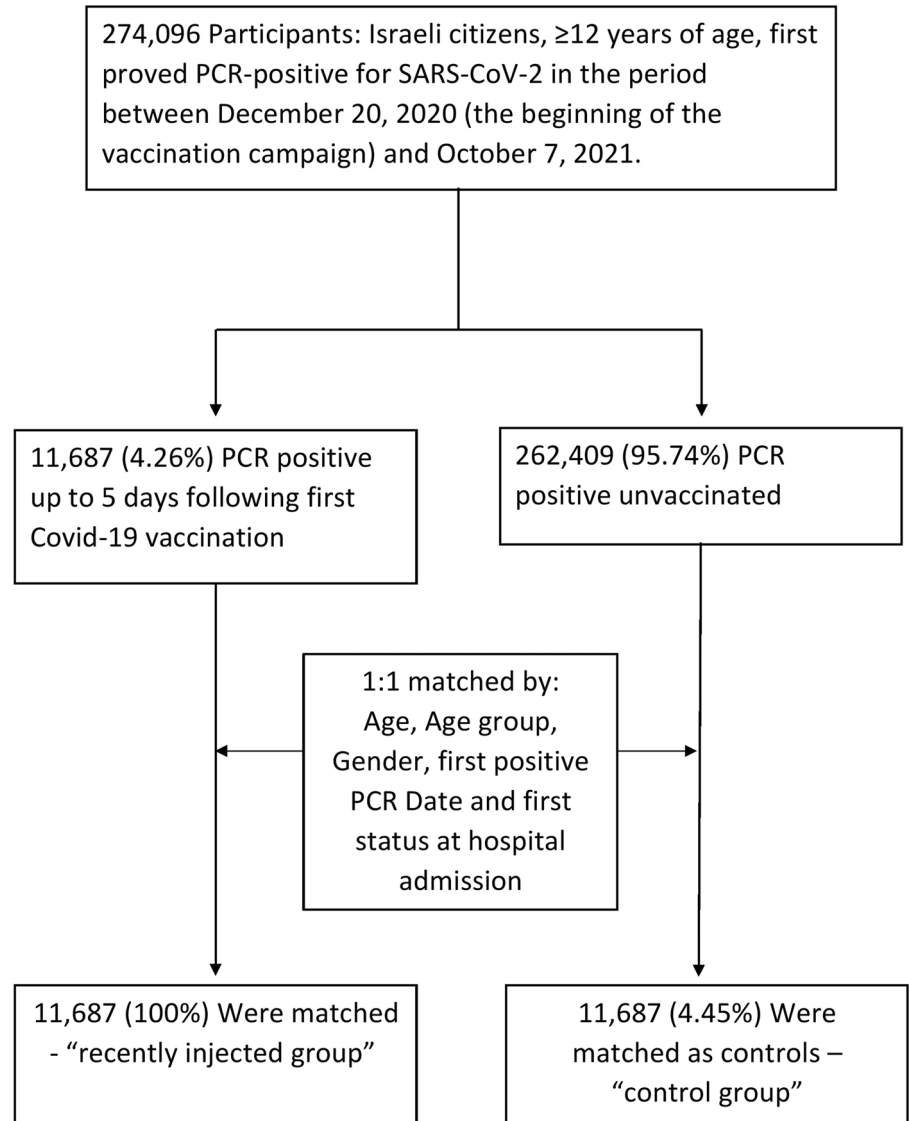 274,096 Participants: Israeli citizens, ≥12 years of age, first
proved PCR-positive for SARS-CoV-2 in the period
between December 20, 2020 (the beginning of the
vaccination campaign) and October 7, 2021.
11,687 (4.26%) PCR positive
up to 5 days following first
Covid-19 vaccination
262,409 (95.74%) PCR
positive unvaccinated
1:1 matched by:
Age, Age group,
Gender, first positive
PCR Date and first
status at hospital
admission
11,687 (100%) Were matched
- “recently injected group”
11,687 (4.45%) Were
matched as controls –
“control group”